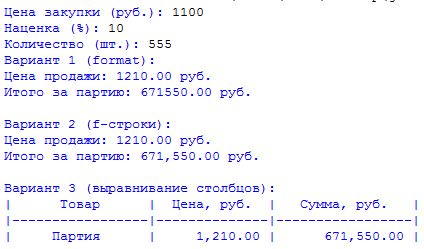 Цена закупки (руб.): 1100
Наценка (%): 10
Количество (шт.): 555
Вариант 1 (format):
Цена продажи: 1210.00 руб.
Итого за партию: 671550.00 руб.

Вариант 2 (f-строки):
Цена продажи: 1210.00 руб.
Итого за партию: 671,550.00 руб.

Вариант 3 (выравнивание столбцов):
|      Товар      |  Цена, руб.  |   Сумма, руб.   |
|-----------------|--------------|-----------------|
|     Партия      |     1,210.00 |      671,550.00 |